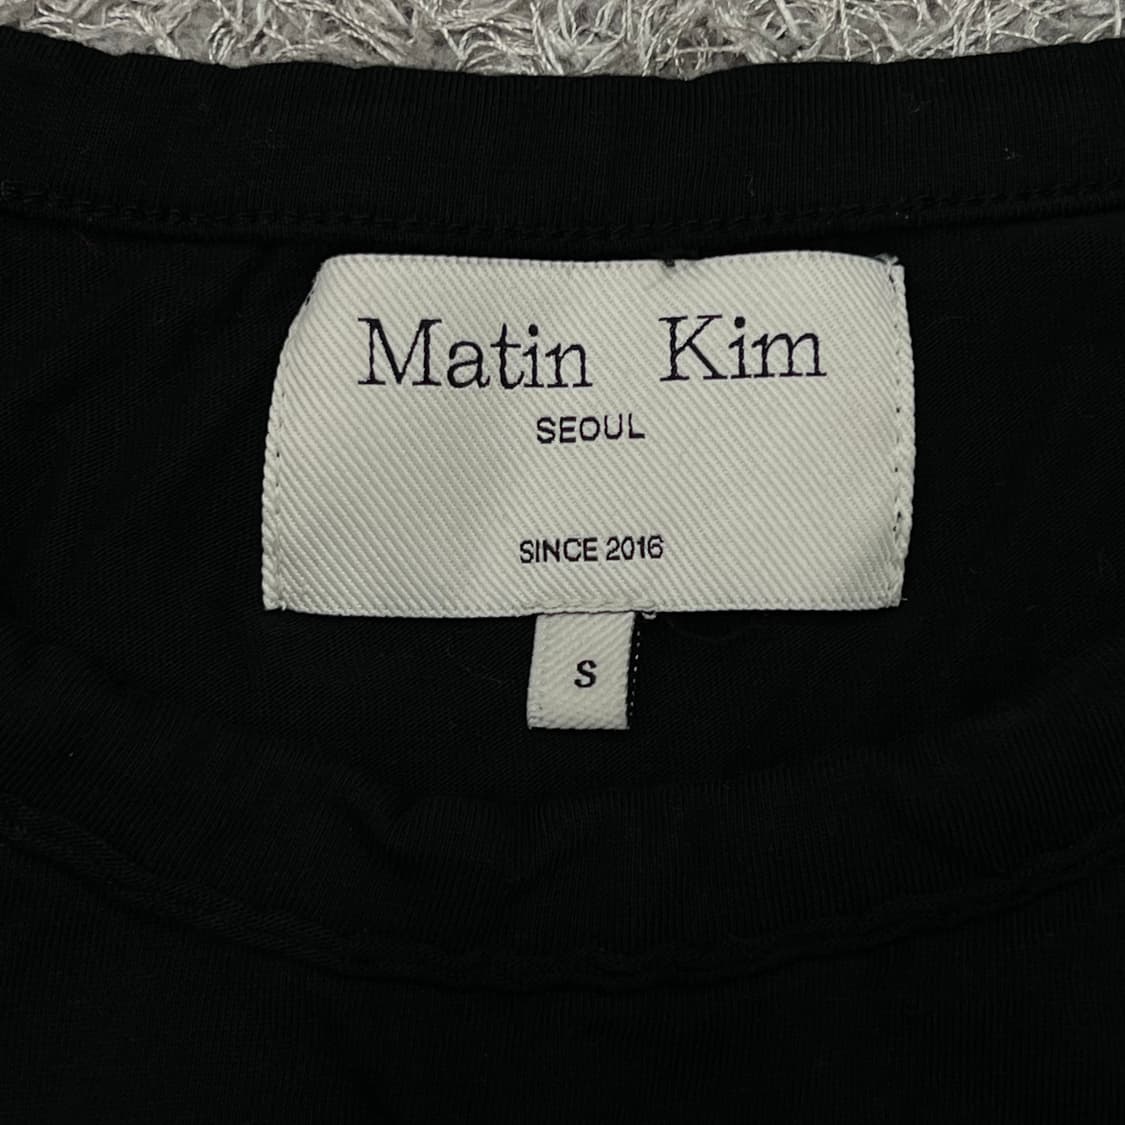 Matin Kim
SEOUL
SINCE 2016
S